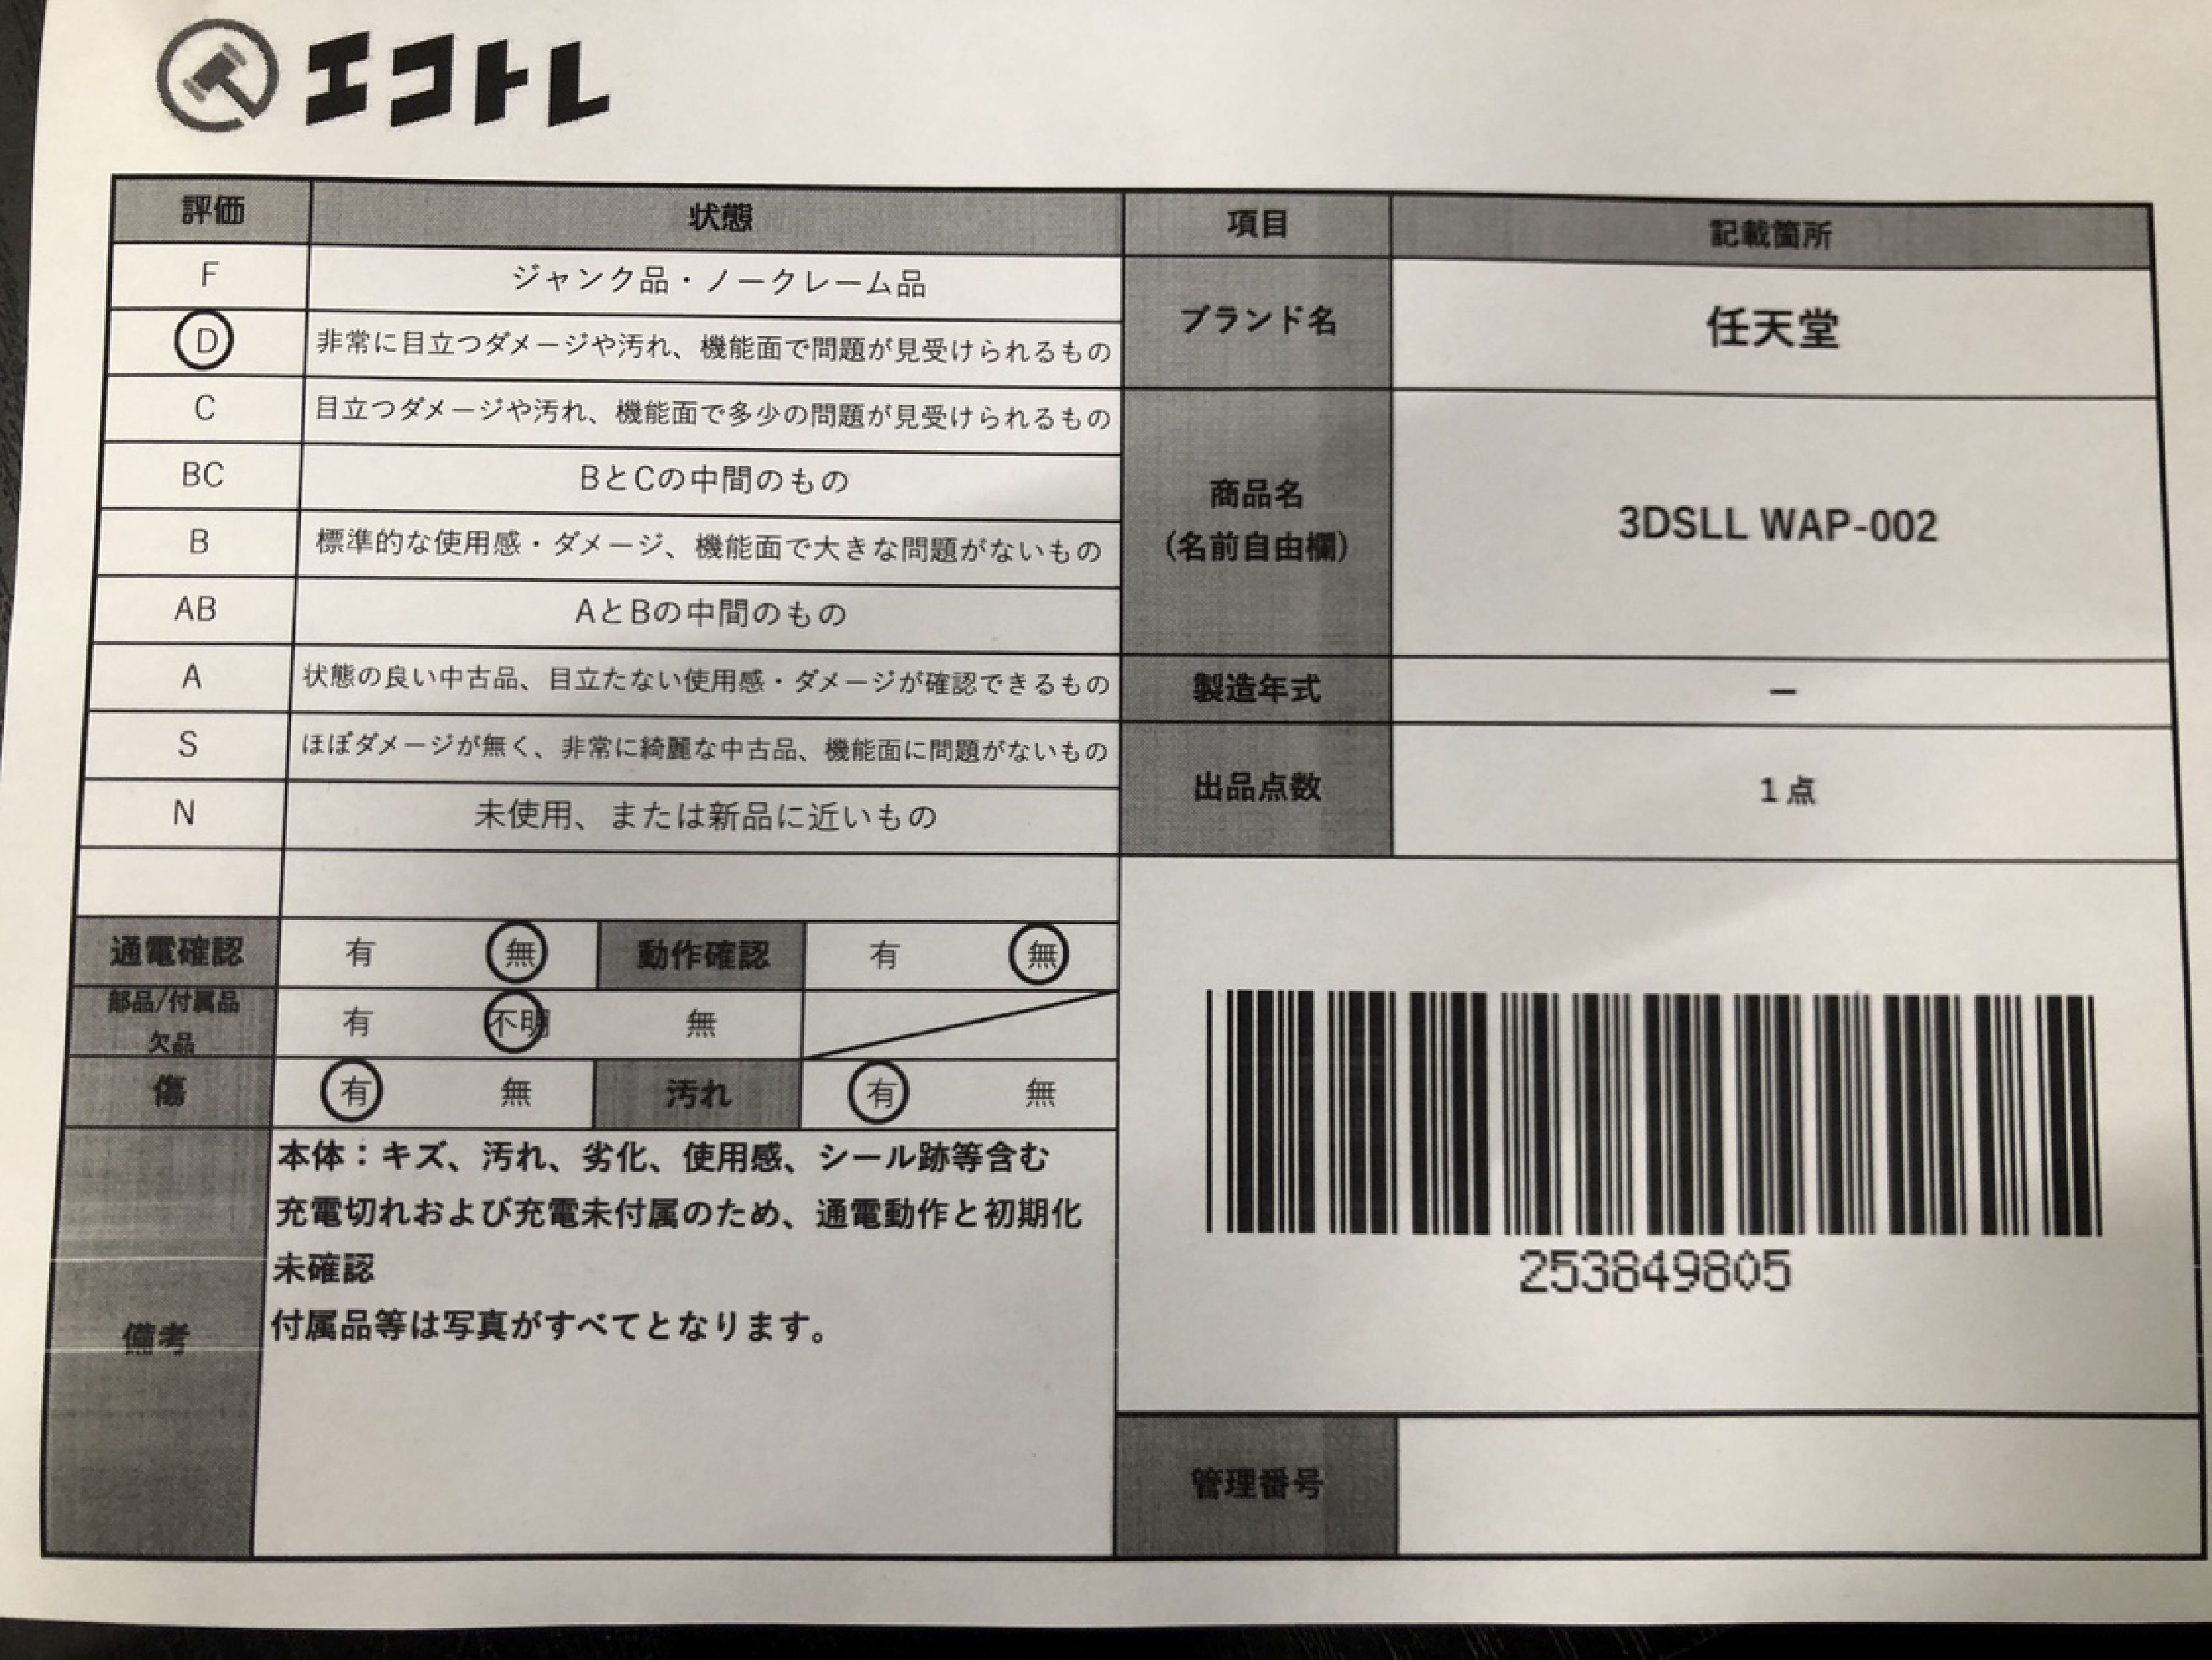 エコトレ
評価 状態 項目 記載箇所
F ジャンク品・ノークレーム品
D 非常に目立つダメージや汚れ、機能面で問題が見受けられるもの
C 目立つダメージや汚れ、機能面で多少の問題が見受けられるもの
BC BとCの中間のもの
B 標準的な使用感・ダメージ、機能面で大きな問題がないもの
AB AとBの中間のもの
A 状態の良い中古品、目立たない使用感・ダメージが確認できるもの
S ほぼダメージが無く、非常に綺麗な中古品、機能面に問題がないもの
N 未使用、または新品に近いもの
ブランド名 任天堂
商品名
(名前自由欄) 3DSLL WAP-002
製造年式 ー
出品点数 1点
通電確認 有 無 動作確認 有 無
部品/付属品
欠品 有 不明 無
傷 有 無 汚れ 有 無
備考
本体：キズ、汚れ、劣化、使用感、シール跡等含む
充電切れおよび充電未付属のため、通電動作と初期化
未確認
付属品等は写真がすべてとなります。
253849805
管理番号